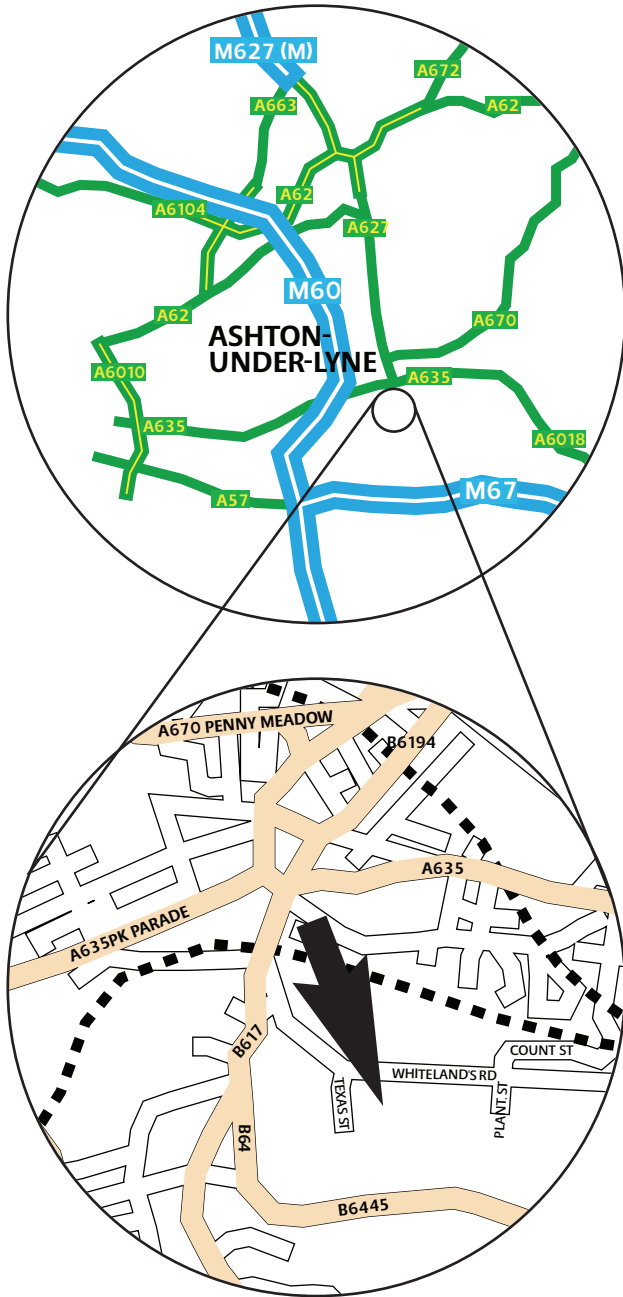 M627 (M)
A672
A663
A62
A62
A6104
A627
M60
A62
A670
ASHTON-
UNDER-LYNE
A6010
A635
A635
A6018
M67
A57
A670 PENNY MEADOW
B6194
A635
A635PK PARADE
B617
COUNT ST
WHITELAND'S RD
TEXAS ST
PLANT. ST
B64
B6445